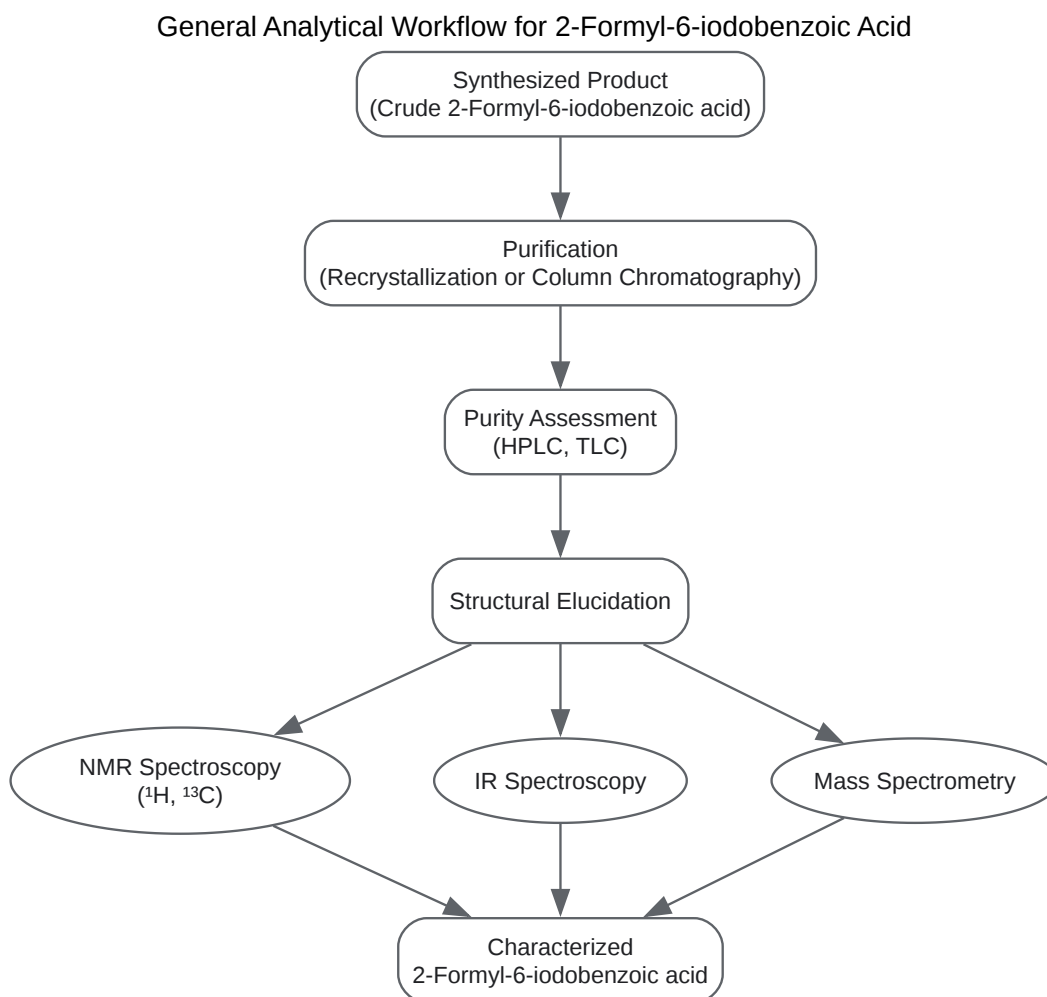 General Analytical Workflow for 2-Formyl-6-iodobenzoic Acid
Synthesized Product
(Crude 2-Formyl-6-iodobenzoic acid)
Purification
(Recrystallization or Column Chromatography)
Purity Assessment
(HPLC, TLC)
Structural Elucidation
NMR Spectroscopy
(¹H, ¹³C)
IR Spectroscopy
Mass Spectrometry
Characterized
2-Formyl-6-iodobenzoic acid